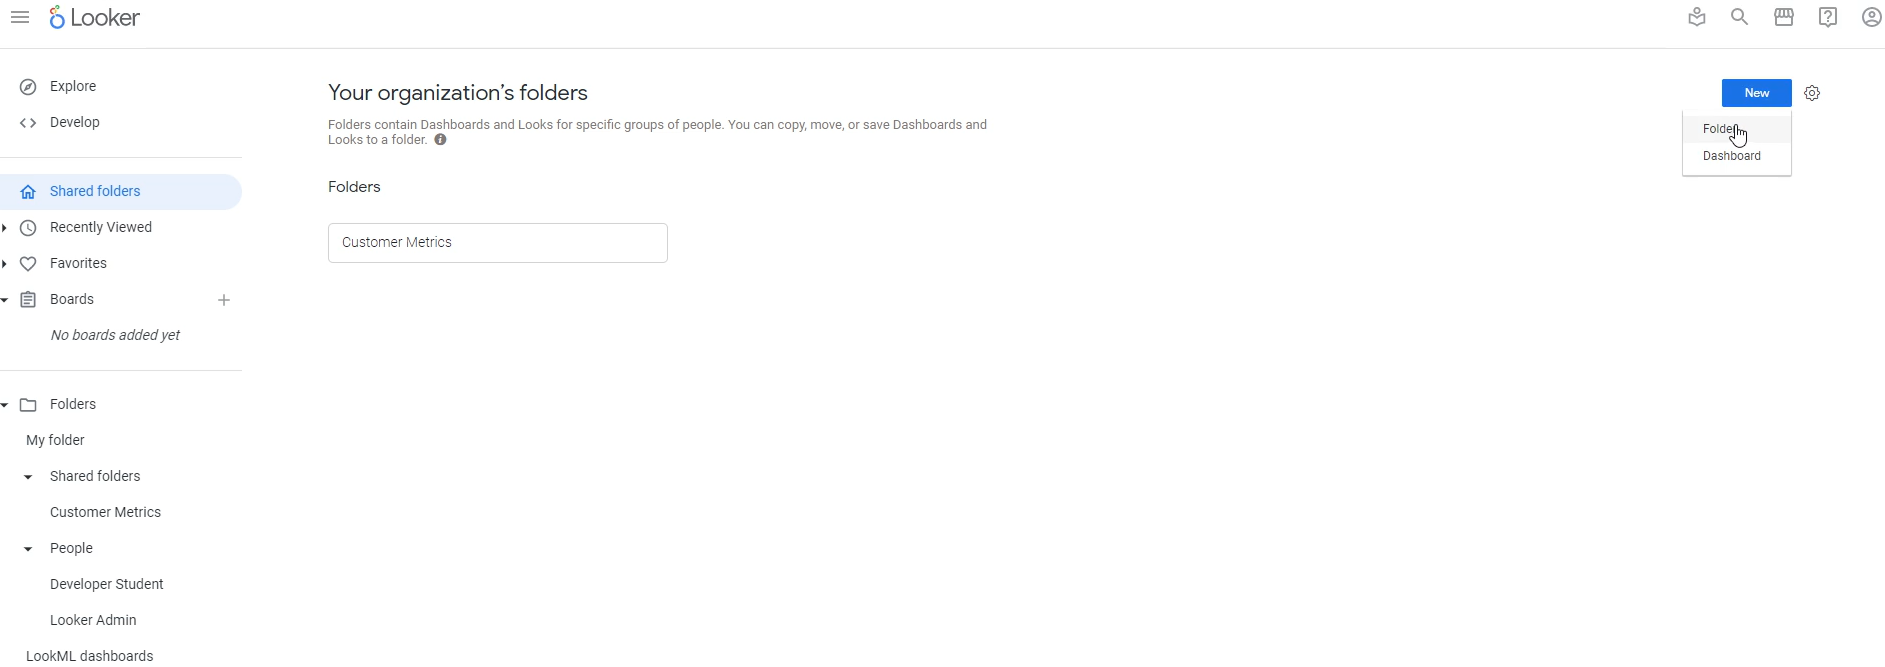 Looker
Explore
Develop
Shared folders
Recently Viewed
Favorites
Boards
No boards added yet
Folders
My folder
Shared folders
Customer Metrics
People
Developer Student
Looker Admin
LookML dashboards
Your organization's folders
Folders contain Dashboards and Looks for specific groups of people. You can copy, move, or save Dashboards and
Looks to a folder.
Folders
Customer Metrics
New
Folder
Dashboard